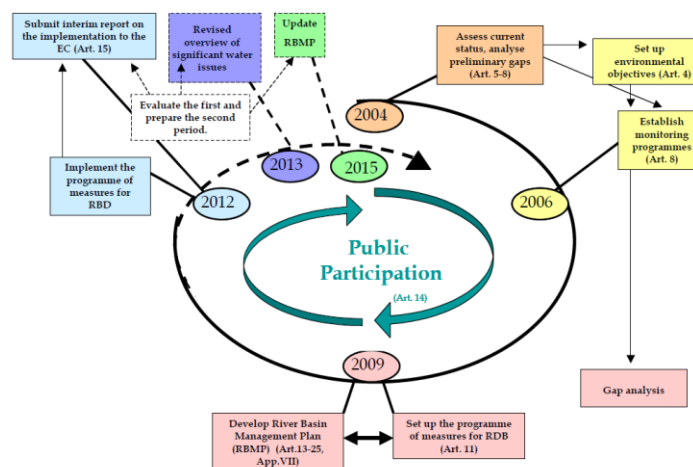 Submit interim report on
the implementation to the
EC (Art. 15)
Revised
overview of
significant water
issues
Update
RBMP
Assess current
status, analyse
preliminary gaps
(Art. 5-8)
Set up
environmental
objectives (Art. 4)
Evaluate the first and
prepare the second
period.
2004
Establish
monitoring
programmes
(Art. 8)
Implement the
programme of
measures for
RBD
2013
2015
2012
2006
Public
Participation
(Art. 14)
2009
Gap analysis
Develop River Basin
Management Plan
(RBMP) (Art.13-25,
App.VII)
Set up the programme
of measures for RDB
(Art. 11)